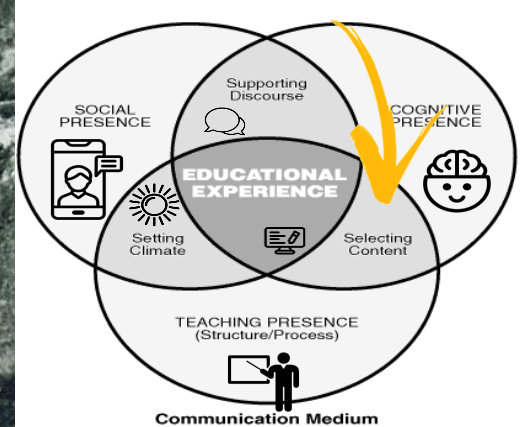 Supporting
Discourse
SOCIAL
PRESENCE
COGNITIVE
PRESENCE
EDUCATIONAL
EXPERIENCE
Setting
Climate
Selecting
Content
TEACHING PRESENCE
(Structure/Process)
Communication Medium